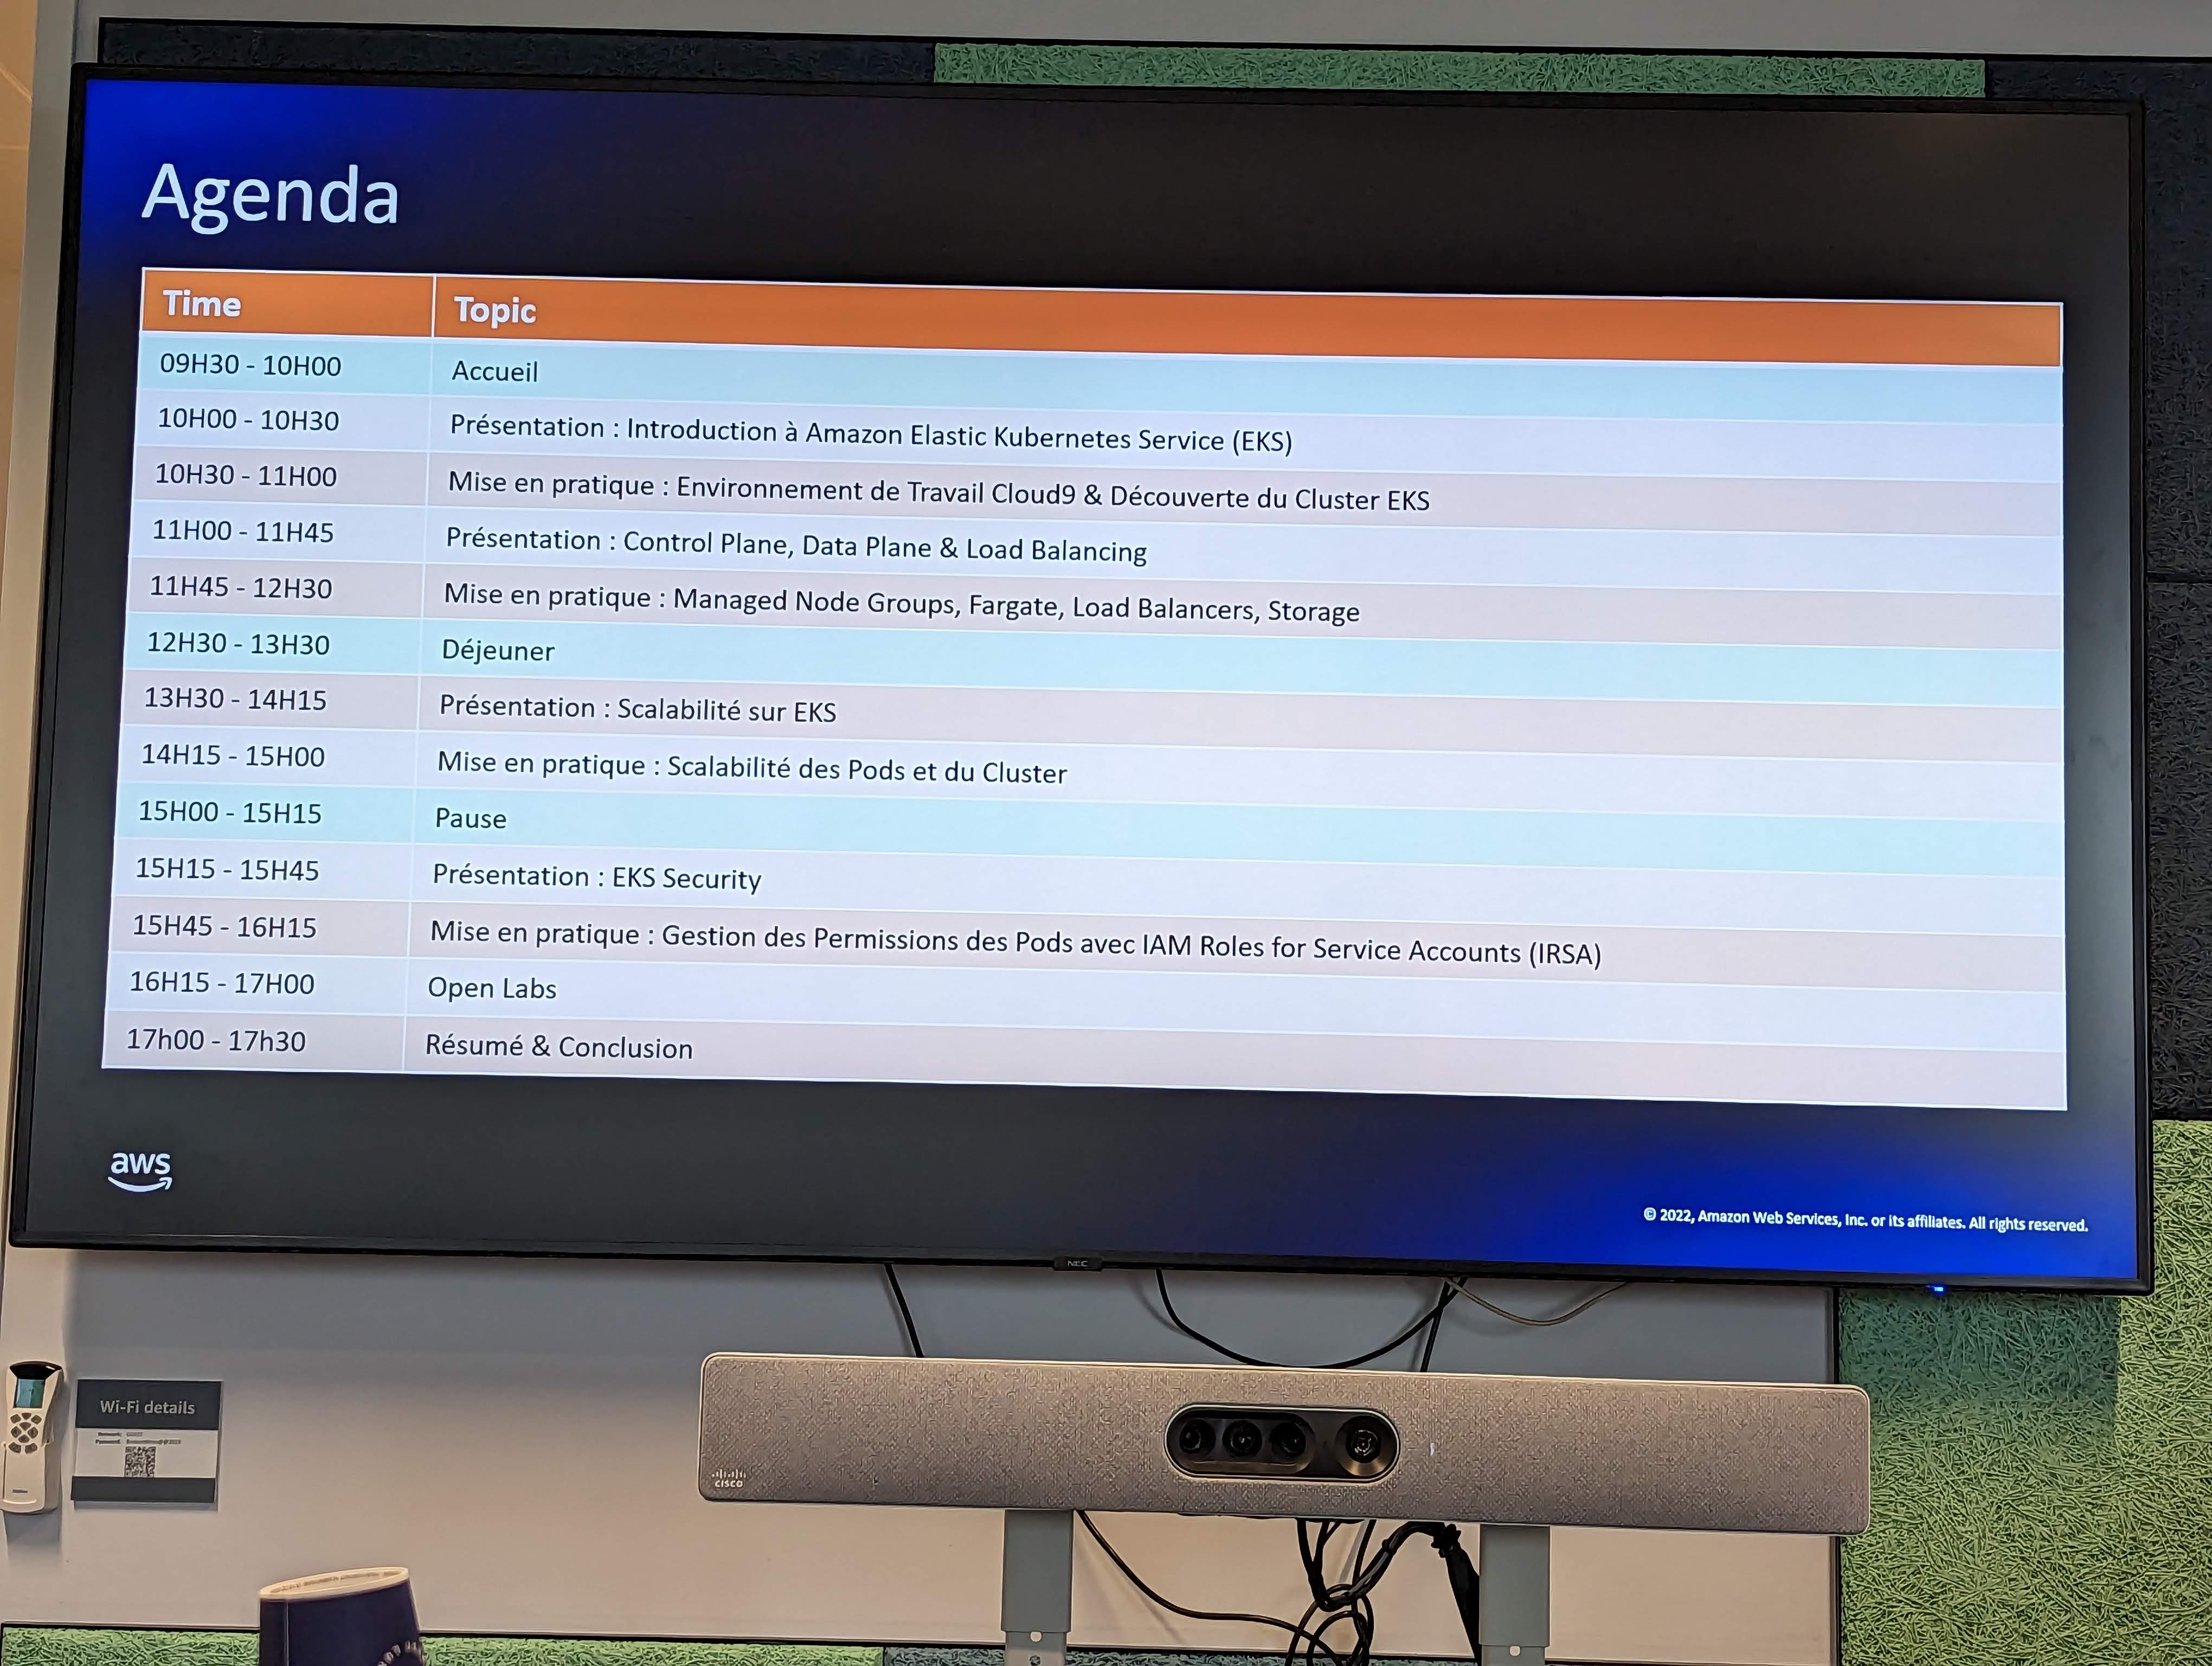 Agenda
Time Topic
09H30 - 10H00 Accueil
10H00 - 10H30 Présentation : Introduction à Amazon Elastic Kubernetes Service (EKS)
10H30 - 11H00 Mise en pratique : Environnement de Travail Cloud9 & Découverte du Cluster EKS
11H00 - 11H45 Présentation : Control Plane, Data Plane & Load Balancing
11H45 - 12H30 Mise en pratique : Managed Node Groups, Fargate, Load Balancers, Storage
12H30 - 13H30 Déjeuner
13H30 - 14H15 Présentation : Scalabilité sur EKS
14H15 - 15H00 Mise en pratique : Scalabilité des Pods et du Cluster
15H00 - 15H15 Pause
15H15 - 15H45 Présentation : EKS Security
15H45 - 16H15 Mise en pratique : Gestion des Permissions des Pods avec IAM Roles for Service Accounts (IRSA)
16H15 - 17H00 Open Labs
17h00 - 17h30 Résumé & Conclusion
aws
© 2022, Amazon Web Services, Inc. or its affiliates. All rights reserved.
NEC
Wi-Fi details
CISCO